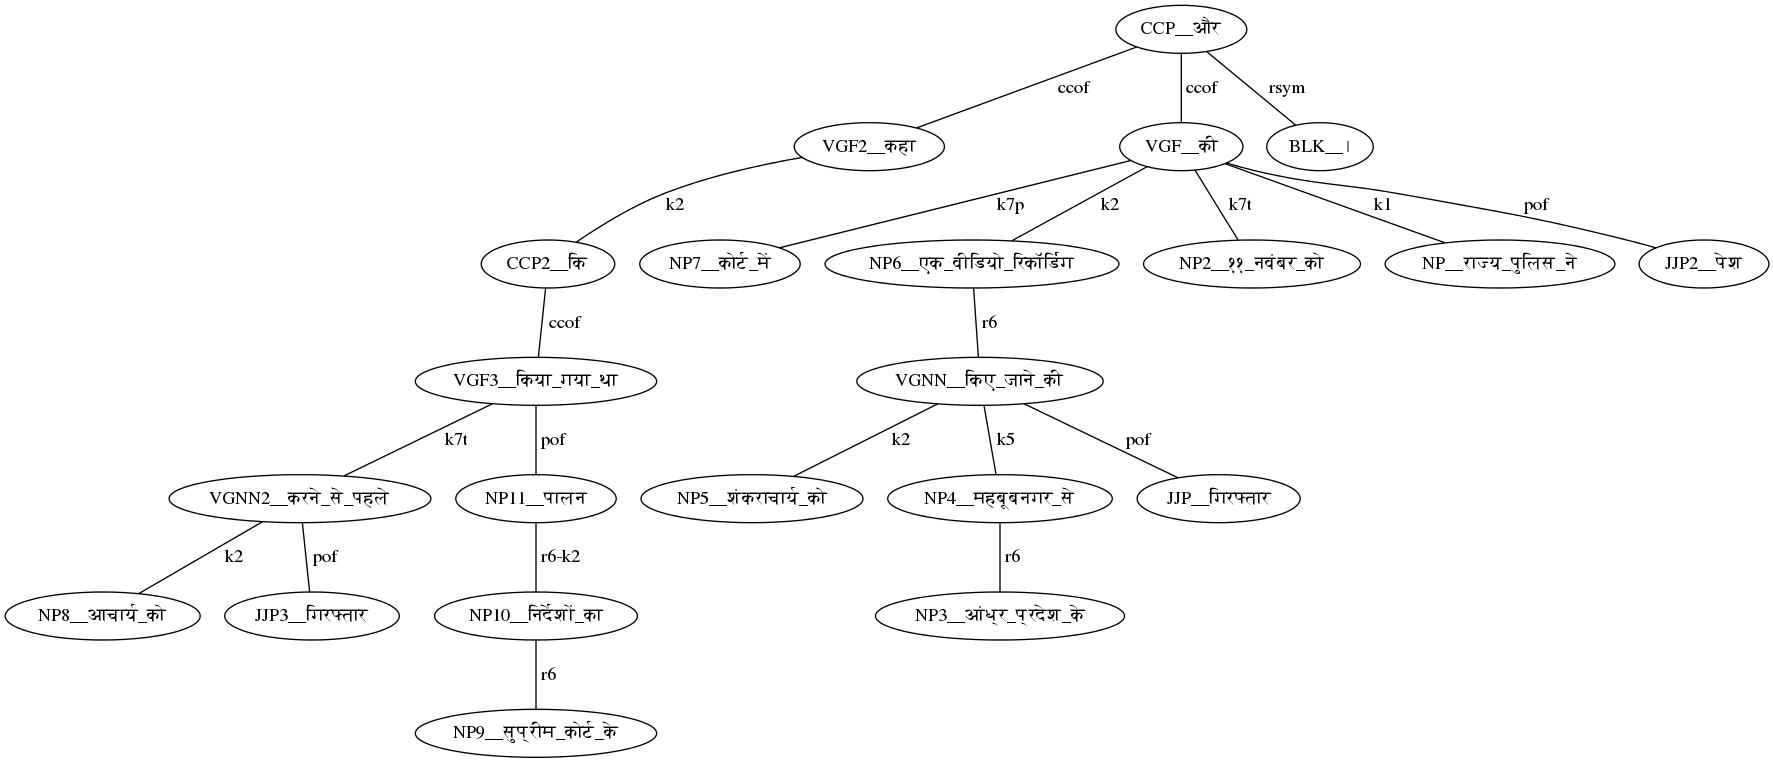 CCP__और
ccof ccof rsym
VGF2__कहा VGF__की BLK__।
k2 k7p k2 k7t k1 pof
CCP2__कि NP7__कोर्ट_में NP6__एक_वीडियो_रिकॉर्डिंग NP2__११_नवंबर_को NP__राज्य_पुलिस_ने JJP2__पेश
ccof r6
VGF3__किया_गया_था VGNN__किए_जाने_की
k7t pof k2 k5 pof
VGNN2__करने_से_पहले NP11__पालन NP5__शंकराचार्य_को NP4__महबूबनगर_से JJP__गिरफ्तार
k2 pof r6-k2 r6
NP8__आचार्य_को JJP3__गिरफ्तार NP10__निर्देशों_का NP3__आंध्र_प्रदेश_के
r6
NP9__सुप्रीम_कोर्ट_के